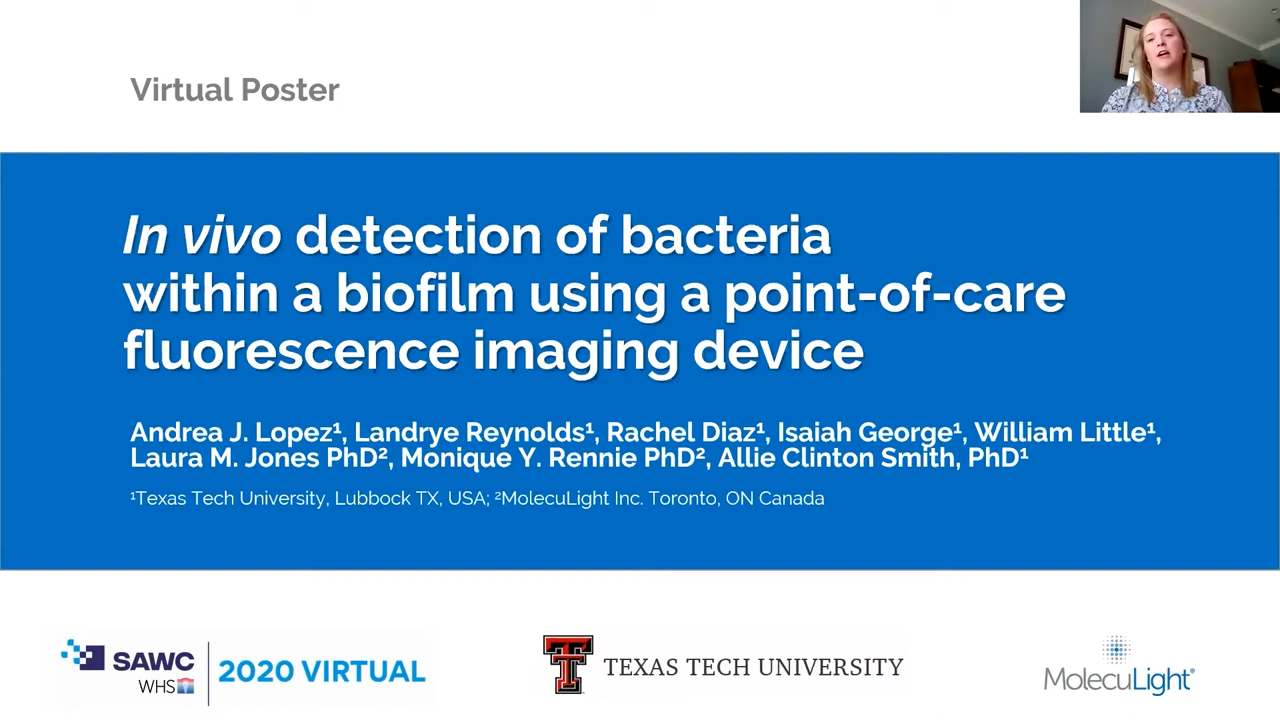 Virtual Poster
In vivo detection of bacteria
within a biofilm using a point-of-care
fluorescence imaging device
Andrea J. Lopez¹, Landrye Reynolds¹, Rachel Diaz¹, Isaiah George¹, William Little¹,
Laura M. Jones PhD², Monique Y. Rennie PhD², Allie Clinton Smith, PhD¹
¹Texas Tech University, Lubbock TX, USA; ²MolecuLight Inc. Toronto, ON Canada
SAWC
WHS
2020 VIRTUAL
TEXAS TECH UNIVERSITY
MolecuLight®